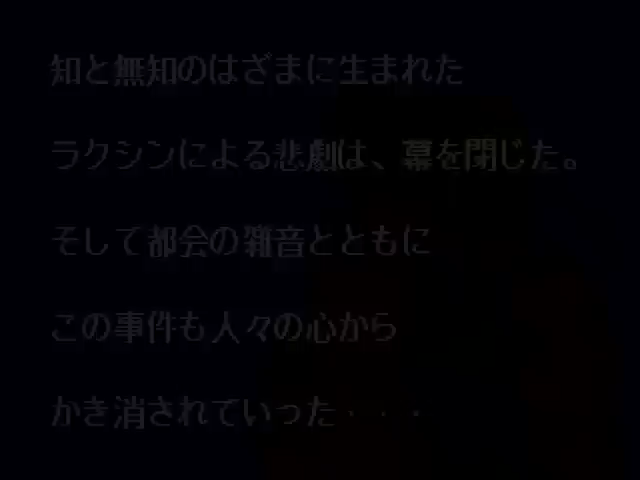 知と無知のはざまに生まれた
ラクシンによる悲劇は、幕を閉じた。
そして都会の雑音とともに
この事件も人々の心から
かき消されていった・・・